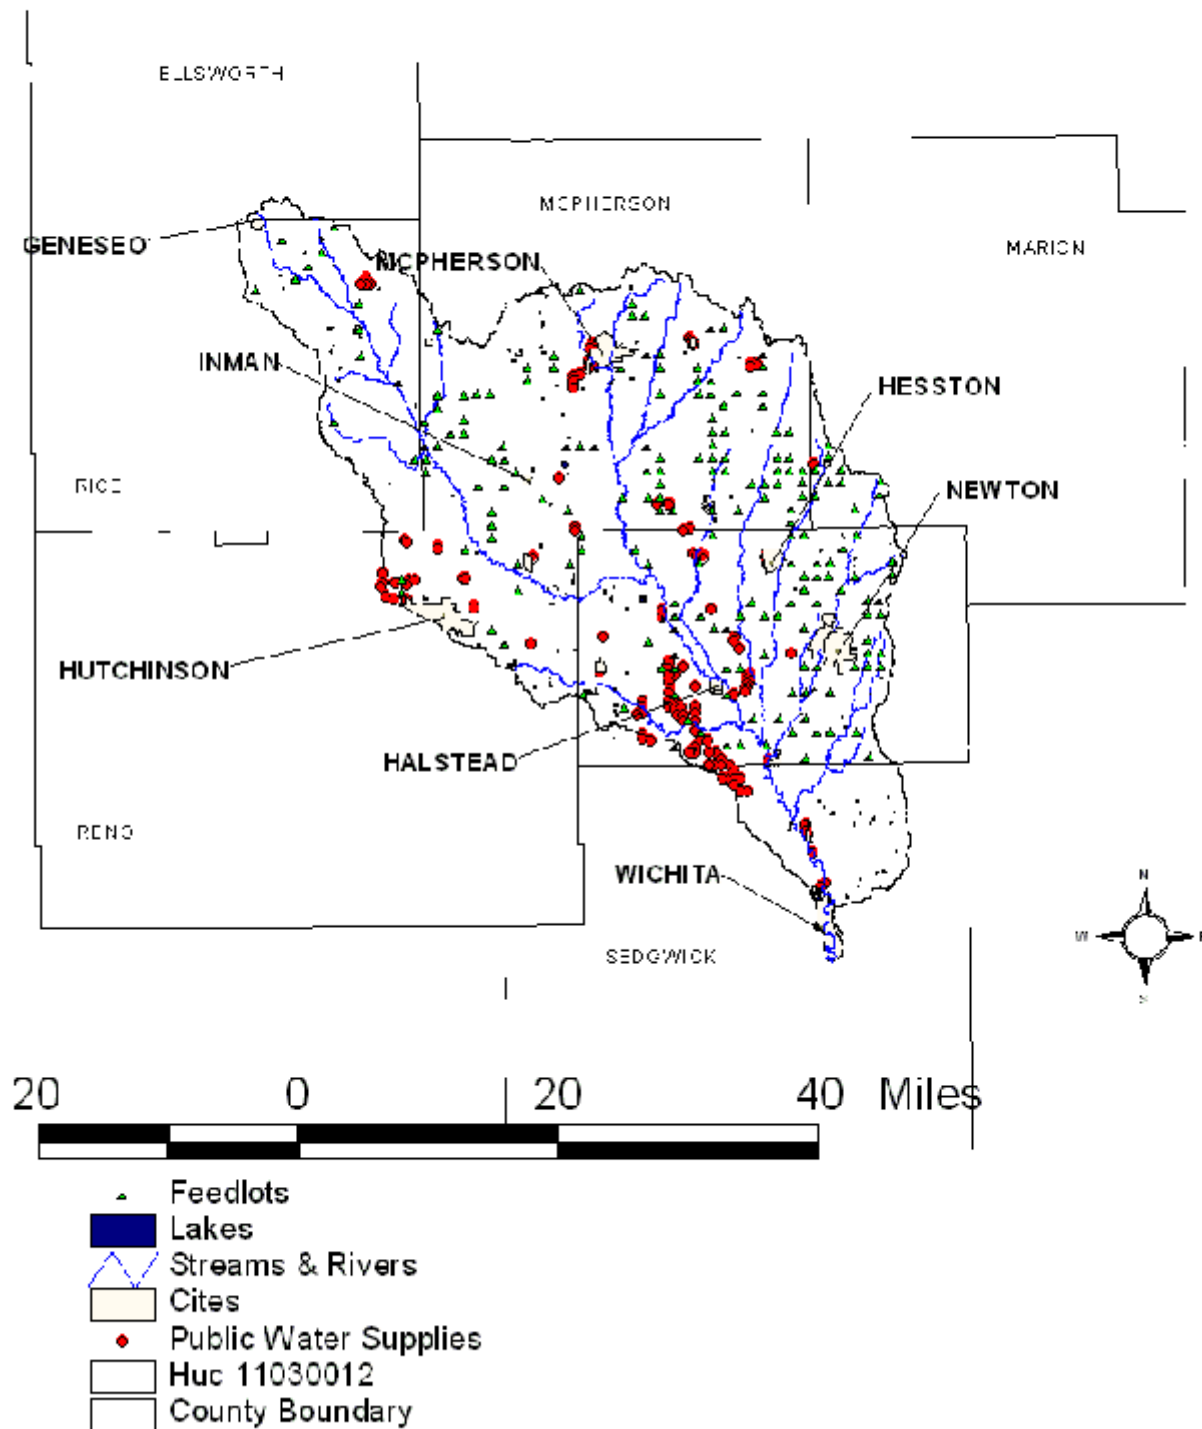 ELLSWORTH
MCPHERSON
MARION
GENESEO
MCPHERSON
INMAN
HESSTON
RICE
NEWTON
HUTCHINSON
HALSTEAD
RENO
WICHITA
SEDGWICK
N
W
E
S
20 0 20 40 Miles
Feedlots
Lakes
Streams & Rivers
Cites
Public Water Supplies
Huc 11030012
County Boundary